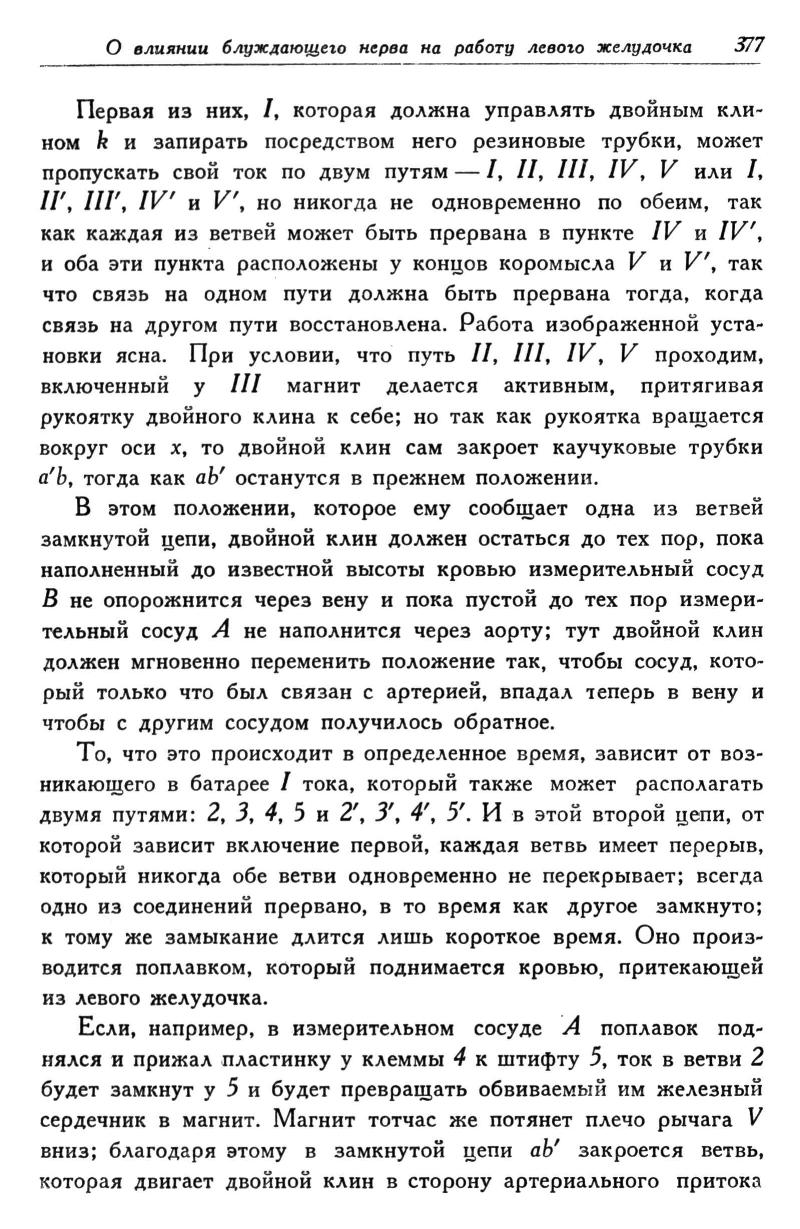 О влиянии блуждающего нерва на работу левого желудочка 377
Первая из них, I, которая должна управлять двойным кли-
ном k и запирать посредством него резиновые трубки, может
пропускать свой ток по двум путям — I, II, III, IV, V или I,
II′, III′, IV′ и V′, но никогда не одновременно по обеим, так
как каждая из ветвей может быть прервана в пункте IV и IV′,
и оба эти пункта расположены у концов коромысла V и V′, так
что связь на одном пути должна быть прервана тогда, когда
связь на другом пути восстановлена. Работа изображенной уста-
новки ясна. При условии, что путь II, III, IV, V проходим,
включенный у III магнит делается активным, притягивая
рукоятку двойного клина к себе; но так как рукоятка вращается
вокруг оси x, то двойной клин сам закроет каучуковые трубки
a′b, тогда как ab′ останутся в прежнем положении.
В этом положении, которое ему сообщает одна из ветвей
замкнутой цепи, двойной клин должен остаться до тех пор, пока
наполненный до известной высоты кровью измерительный сосуд
B не опорожнится через вену и пока пустой до тех пор измери-
тельный сосуд A не наполнится через аорту; тут двойной клин
должен мгновенно переменить положение так, чтобы сосуд, кото-
рый только что был связан с артерией, впадал теперь в вену и
чтобы с другим сосудом получилось обратное.
То, что это происходит в определенное время, зависит от воз-
никающего в батарее I тока, который также может располагать
двумя путями: 2, 3, 4, 5 и 2′, 3′, 4′, 5′. И в этой второй цепи, от
которой зависит включение первой, каждая ветвь имеет перерыв,
который никогда обе ветви одновременно не перекрывает; всегда
одно из соединений прервано, в то время как другое замкнуто;
к тому же замыкание длится лишь короткое время. Оно произ-
водится поплавком, который поднимается кровью, притекающей
из левого желудочка.
Если, например, в измерительном сосуде A поплавок под-
нялся и прижал пластинку у клеммы 4 к штифту 5, ток в ветви 2
будет замкнут у 5 и будет превращать обвиваемый им железный
сердечник в магнит. Магнит тотчас же потянет плечо рычага V
вниз; благодаря этому в замкнутой цепи ab′ закроется ветвь,
которая двигает двойной клин в сторону артериального притока